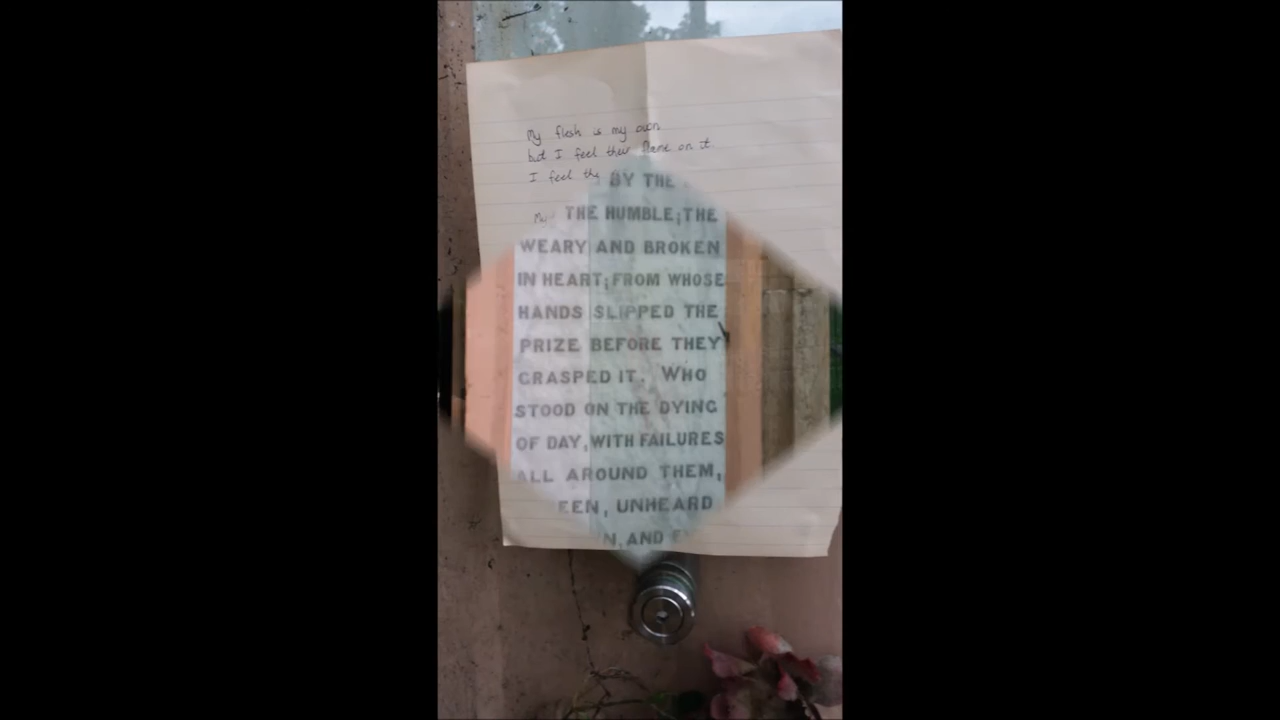 My flesh is my own
but I feel their flame on it
I feel the
BY THE
My
THE HUMBLE; THE
WEARY AND BROKEN
IN HEART; FROM WHOSE
HANDS SLIPPED THE
PRIZE BEFORE THEY
GRASPED IT. WHO
STOOD ON THE DYING
OF DAY, WITH FAILURES
ALL AROUND THEM,
EEN, UNHEARD
N, AND